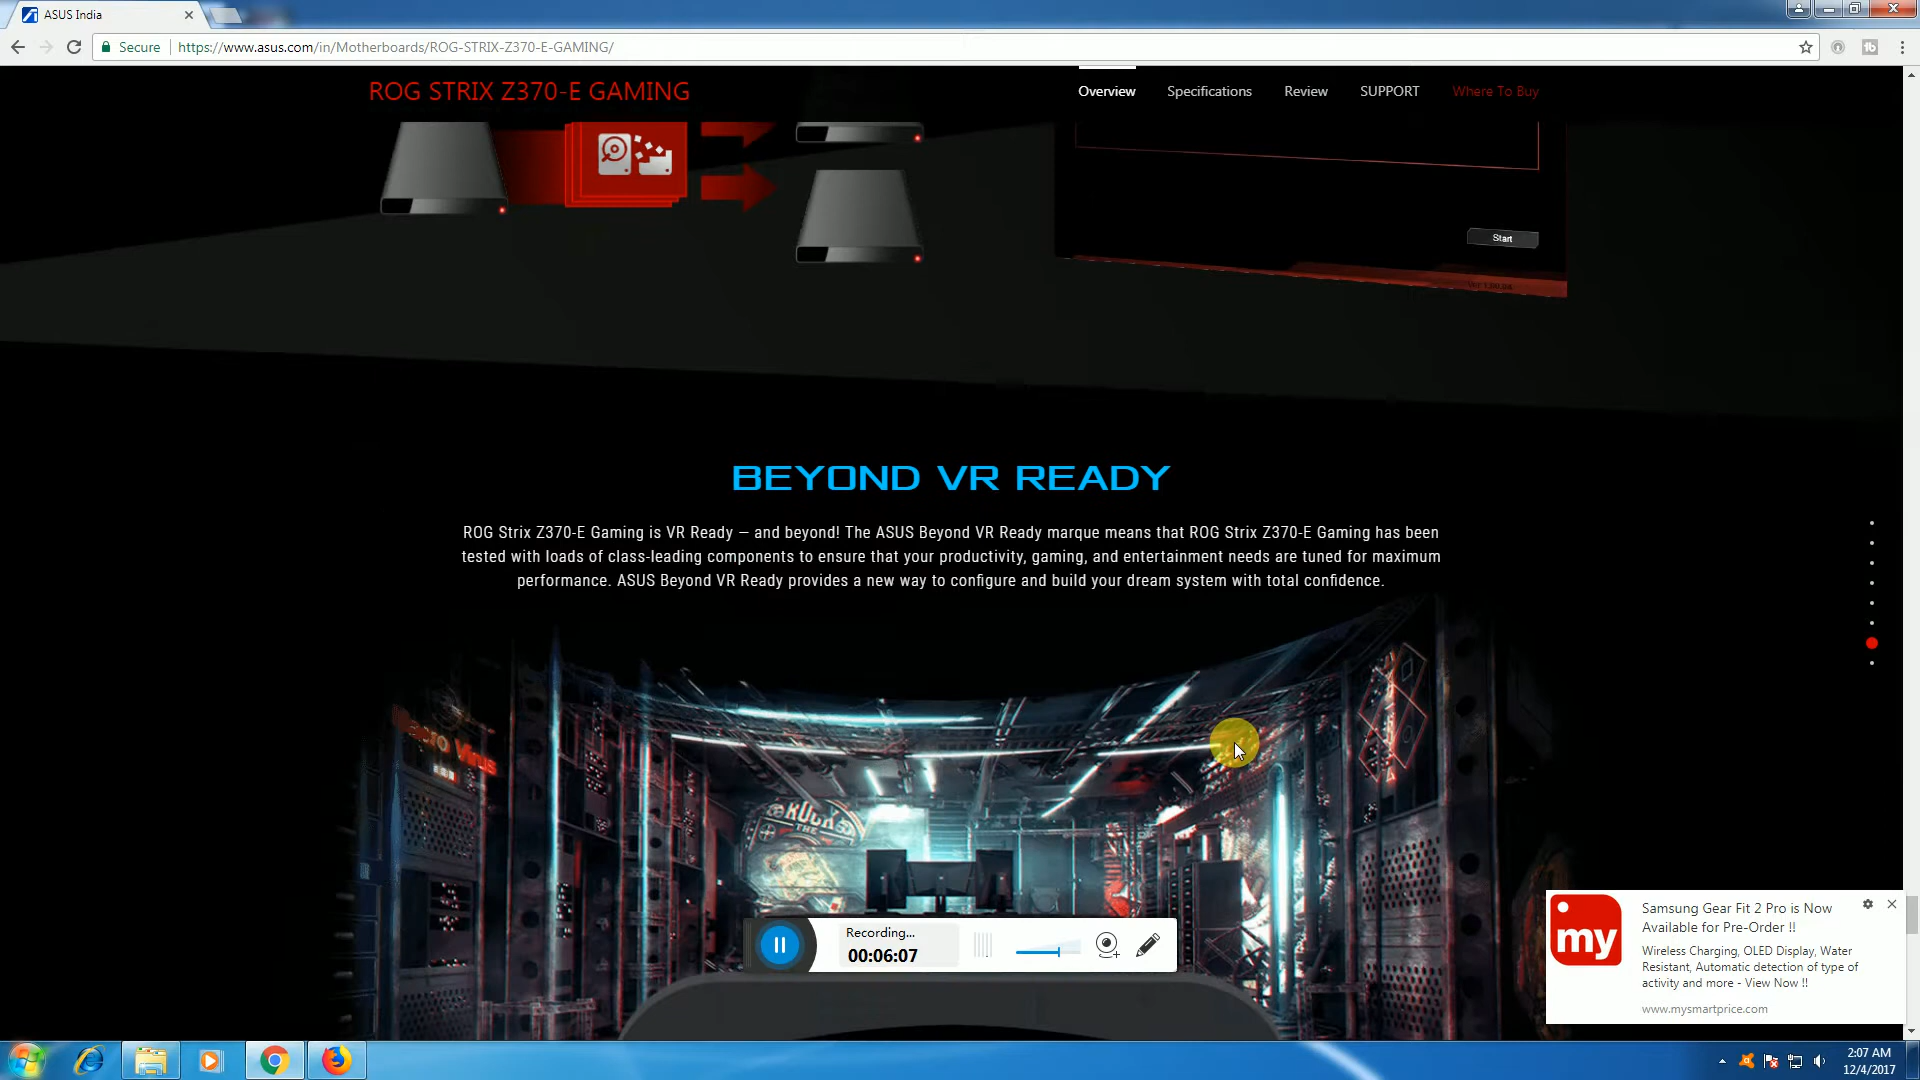 ASUS India
Secure
https://www.asus.com/in/Motherboards/ROG-STRIX-Z370-E-GAMING/
ROG STRIX Z370-E GAMING
Overview
Specifications
Review
SUPPORT
Where To Buy
Start
BEYOND VR READY
ROG Strix Z370-E Gaming is VR Ready — and beyond! The ASUS Beyond VR Ready marque means that ROG Strix Z370-E Gaming has been
tested with loads of class-leading components to ensure that your productivity, gaming, and entertainment needs are tuned for maximum
performance. ASUS Beyond VR Ready provides a new way to configure and build your dream system with total confidence.
Virus
Recording...
00:06:07
my
Samsung Gear Fit 2 Pro is Now
Available for Pre-Order !!
Wireless Charging, OLED Display, Water
Resistant, Automatic detection of type of
activity and more - View Now !!
www.mysmartprice.com
2:07 AM
12/4/2017